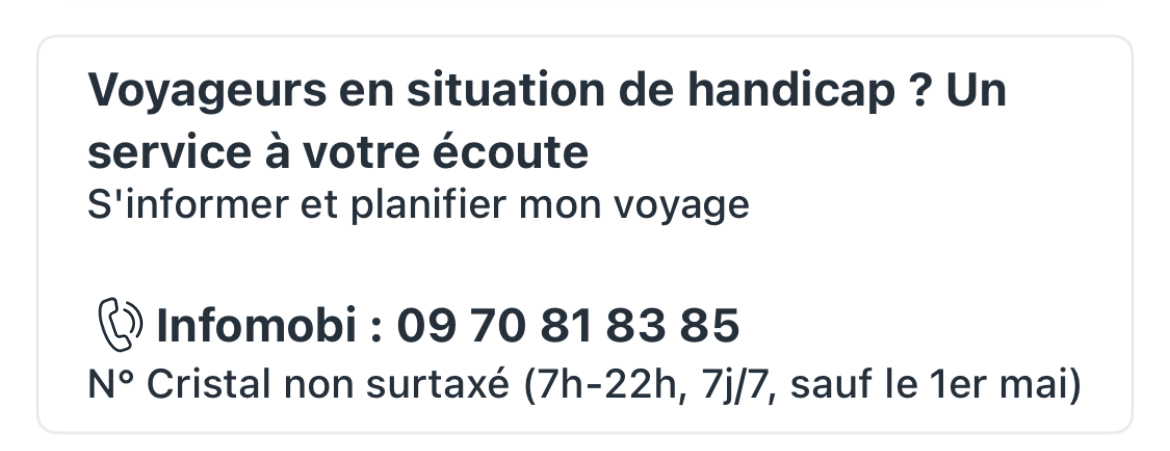 Voyageurs en situation de handicap ? Un
service à votre écoute
S'informer et planifier mon voyage
Infomobi : 09 70 81 83 85
N° Cristal non surtaxé (7h-22h, 7j/7, sauf le 1er mai)